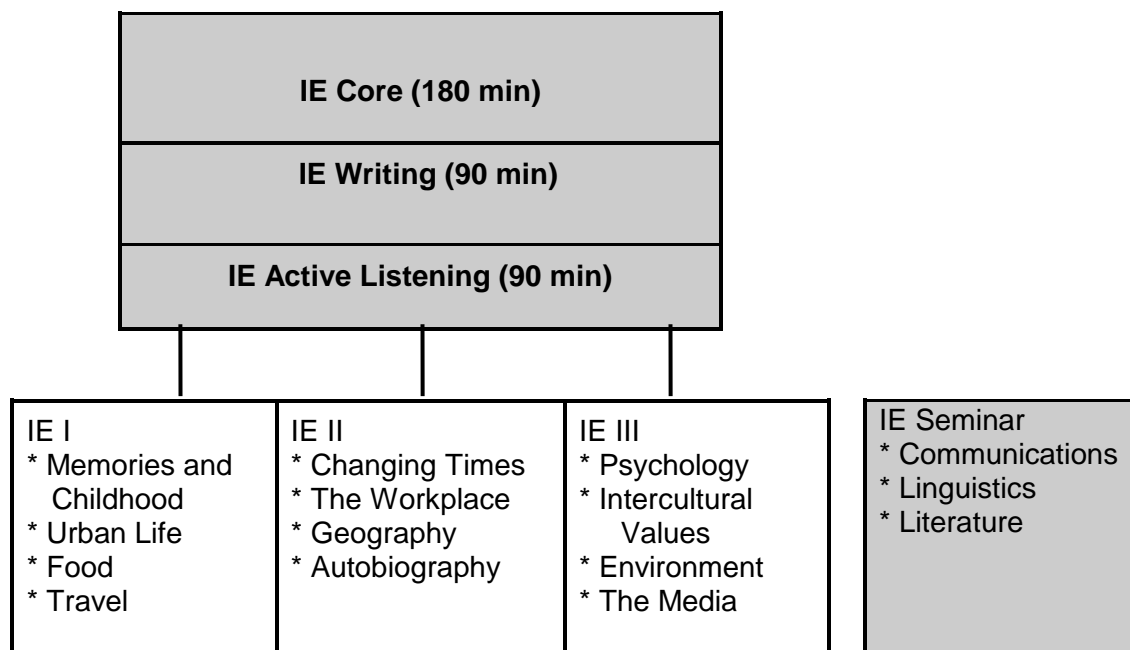 IE Core (180 min)
IE Writing (90 min)
IE Active Listening (90 min)
IE I
* Memories and
Childhood
* Urban Life
* Food
* Travel
IE II
* Changing Times
* The Workplace
* Geography
* Autobiography
IE III
* Psychology
* Intercultural
Values
* Environment
* The Media
IE Seminar
* Communications
* Linguistics
* Literature